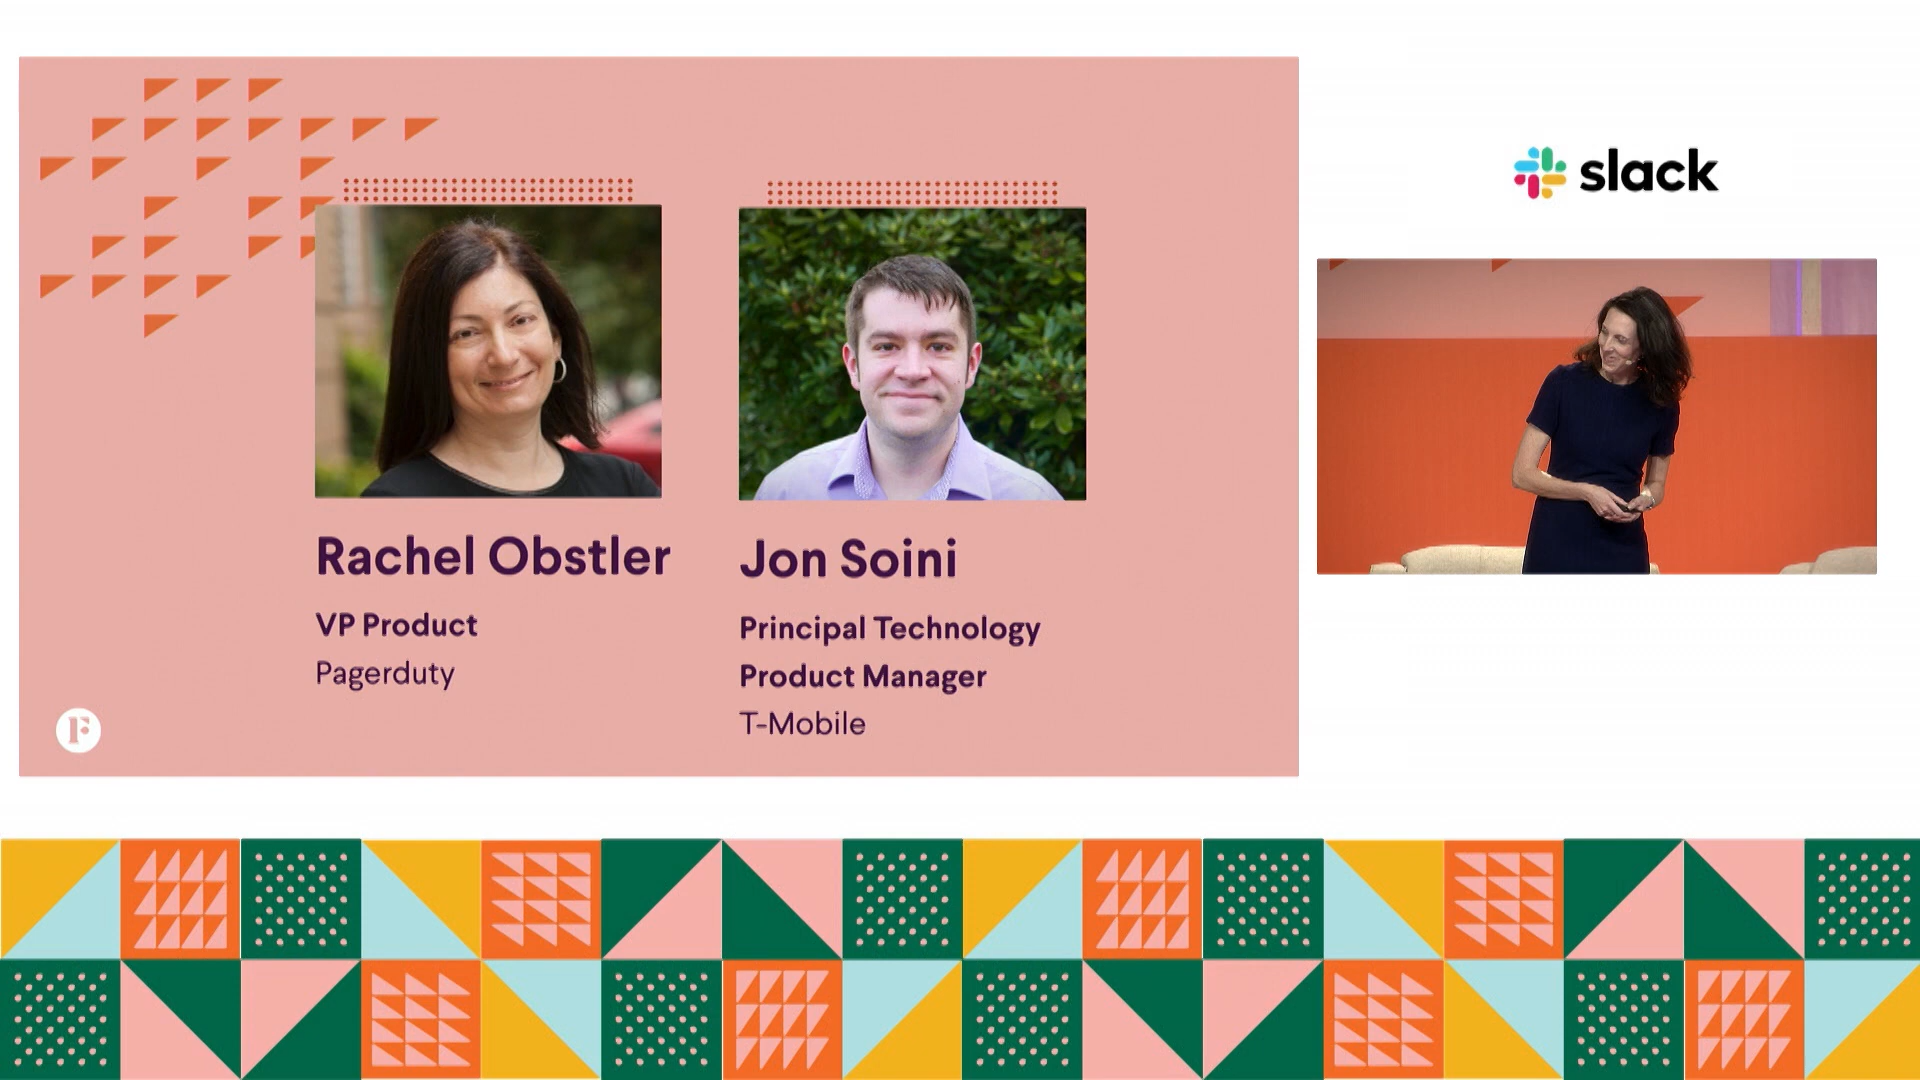 slack
Rachel Obstler
VP Product
Pagerduty
Jon Soini
Principal Technology
Product Manager
T-Mobile
F